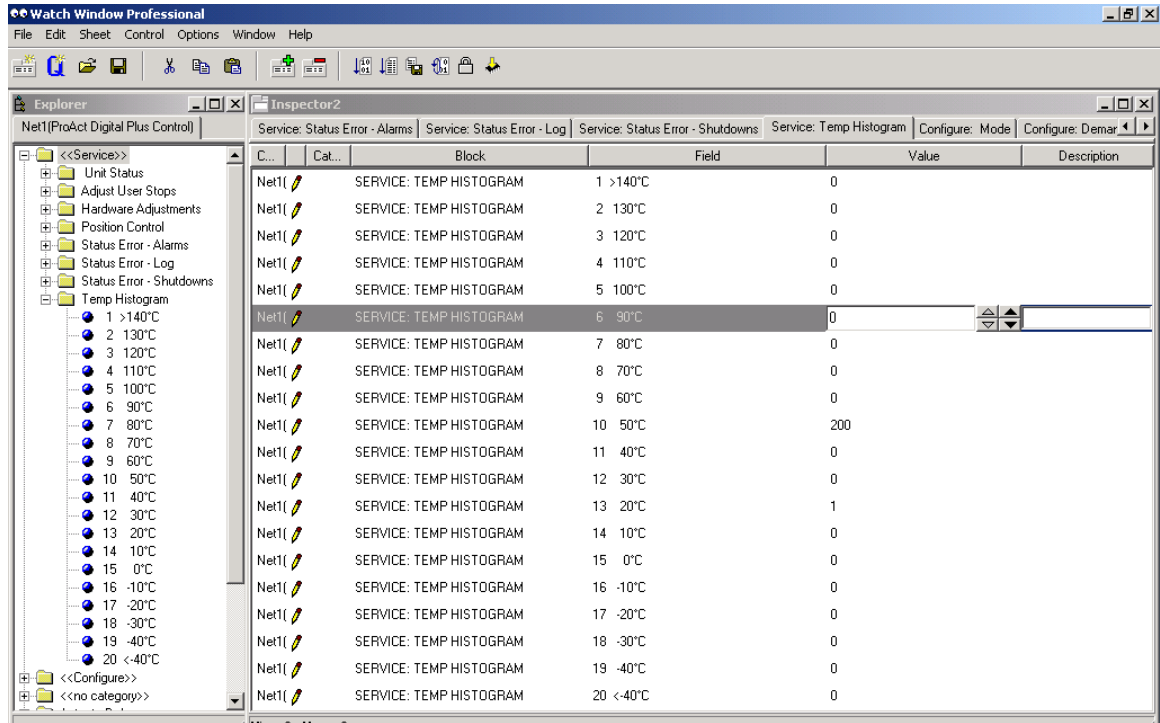 Watch Window Professional
File Edit Sheet Control Options Window Help
Explorer
Net1(ProAct Digital Plus Control)
<<Service>>
Unit Status
Adjust User Stops
Hardware Adjustments
Position Control
Status Error - Alarms
Status Error - Log
Status Error - Shutdowns
Temp Histogram
1 >140°C
2 130°C
3 120°C
4 110°C
5 100°C
6 90°C
7 80°C
8 70°C
9 60°C
10 50°C
11 40°C
12 30°C
13 20°C
14 10°C
15 0°C
16 -10°C
17 -20°C
18 -30°C
19 -40°C
20 <-40°C
<<Configure>>
<<no category>>
Inspector2
Service: Status Error - Alarms Service: Status Error - Log Service: Status Error - Shutdowns Service: Temp Histogram Configure: Mode Configure: Demar
C... Cat... Block Field Value Description
Net1( SERVICE: TEMP HISTOGRAM 1 >140°C 0
Net1( SERVICE: TEMP HISTOGRAM 2 130°C 0
Net1( SERVICE: TEMP HISTOGRAM 3 120°C 0
Net1( SERVICE: TEMP HISTOGRAM 4 110°C 0
Net1( SERVICE: TEMP HISTOGRAM 5 100°C 0
Net1( SERVICE: TEMP HISTOGRAM 6 90°C 0
Net1( SERVICE: TEMP HISTOGRAM 7 80°C 0
Net1( SERVICE: TEMP HISTOGRAM 8 70°C 0
Net1( SERVICE: TEMP HISTOGRAM 9 60°C 0
Net1( SERVICE: TEMP HISTOGRAM 10 50°C 200
Net1( SERVICE: TEMP HISTOGRAM 11 40°C 0
Net1( SERVICE: TEMP HISTOGRAM 12 30°C 0
Net1( SERVICE: TEMP HISTOGRAM 13 20°C 1
Net1( SERVICE: TEMP HISTOGRAM 14 10°C 0
Net1( SERVICE: TEMP HISTOGRAM 15 0°C 0
Net1( SERVICE: TEMP HISTOGRAM 16 -10°C 0
Net1( SERVICE: TEMP HISTOGRAM 17 -20°C 0
Net1( SERVICE: TEMP HISTOGRAM 18 -30°C 0
Net1( SERVICE: TEMP HISTOGRAM 19 -40°C 0
Net1( SERVICE: TEMP HISTOGRAM 20 <-40°C 0